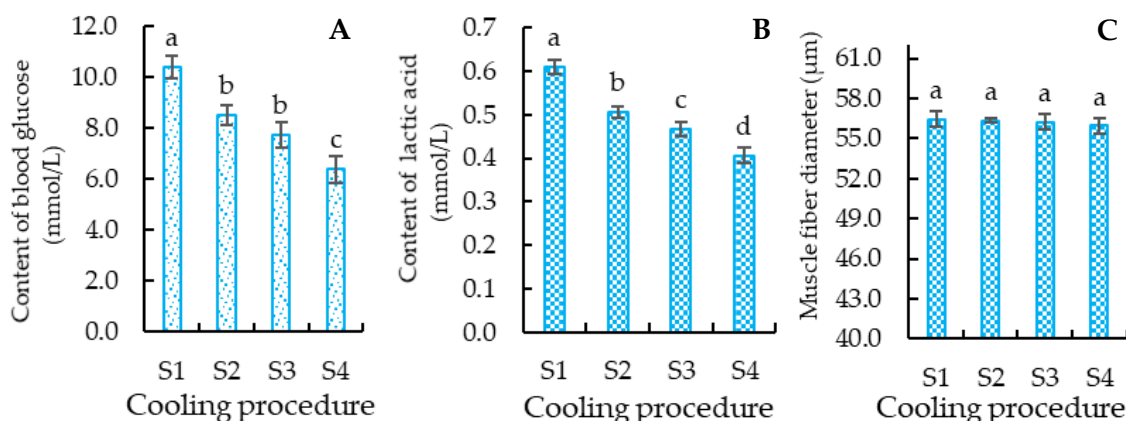 A
Content of blood glucose
(mmol/L)
12.0
10.0
8.0
6.0
4.0
2.0
0.0
a
b
b
c
S1 S2 S3 S4
Cooling procedure
B
Content of lactic acid
(mmol/L)
0.7
0.6
0.5
0.4
0.3
0.2
0.1
0.0
a
b
c
d
S1 S2 S3 S4
Cooling procedure
C
Muscle fiber diameter (μm)
61.0
58.0
55.0
52.0
49.0
46.0
43.0
40.0
a
a
a
a
S1 S2 S3 S4
Cooling procedure